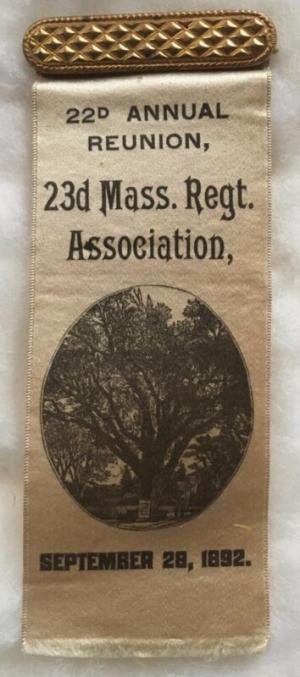 22D ANNUAL
REUNION,
23d Mass. Regt.
Association,
SEPTEMBER 28, 1892.